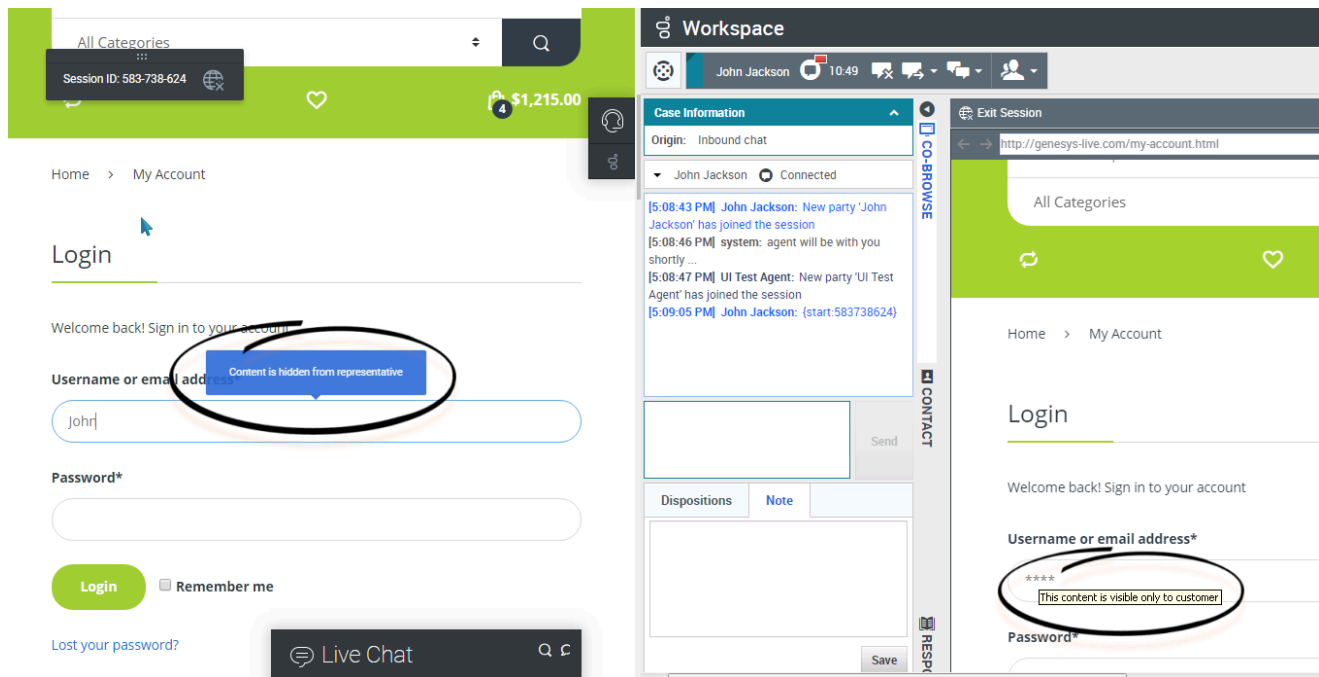 All Categories
Session ID: 583-738-624
4
$1,215.00
Home > My Account
Login
Welcome back! Sign in to your account
Content is hidden from representative
Username or email address*
John
Password*
Login
Remember me
Lost your password?
Live Chat
Workspace
John Jackson
10:49
Case Information
Origin: Inbound chat
John Jackson
Connected
[5:08:43 PM] John Jackson: New party 'John
Jackson' has joined the session
[5:08:46 PM] system: agent will be with you
shortly ...
[5:08:47 PM] UI Test Agent: New party 'UI Test
Agent' has joined the session
[5:09:05 PM] John Jackson: {start:583738624}
Send
Dispositions
Note
Save
CO-BROWSE
CONTACT
RESP
Exit Session
http://genesys-live.com/my-account.html
All Categories
Home > My Account
Login
Welcome back! Sign in to your account
Username or email address*
****
This content is visible only to customer
Password*